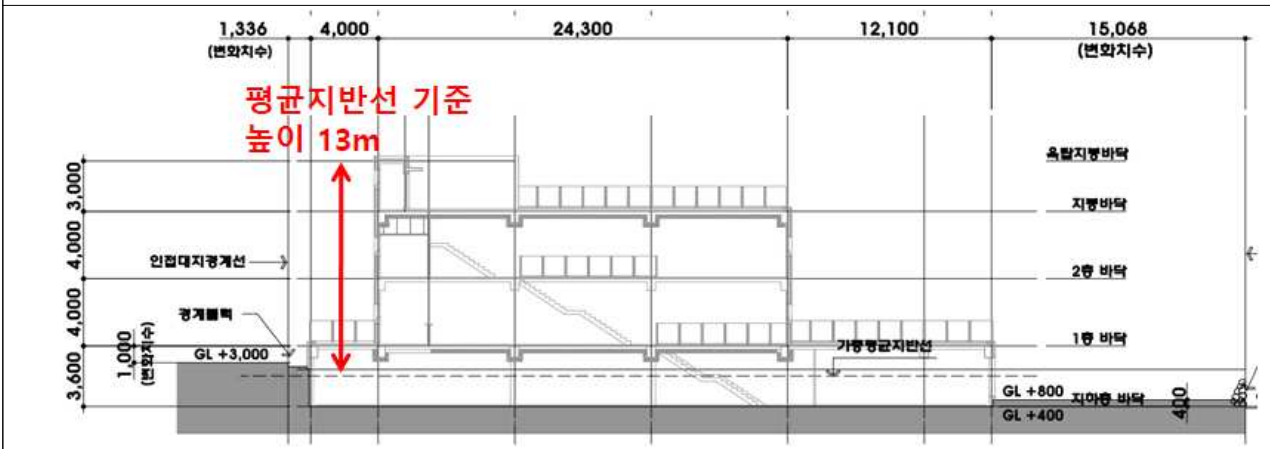 1,336 4,000 24,300 12,100 15,068
(변화치수) (변화치수)
평균지반선 기준
높이 13m
옥탑지붕바닥
3,000
지붕바닥
4,000
인접대지경계선
2층 바닥
경계블럭
4,000
1층 바닥
1,000
(변화치수)
GL +3,000
가중평균지반선
3,600
GL +800 지하층 바닥
GL +400
400